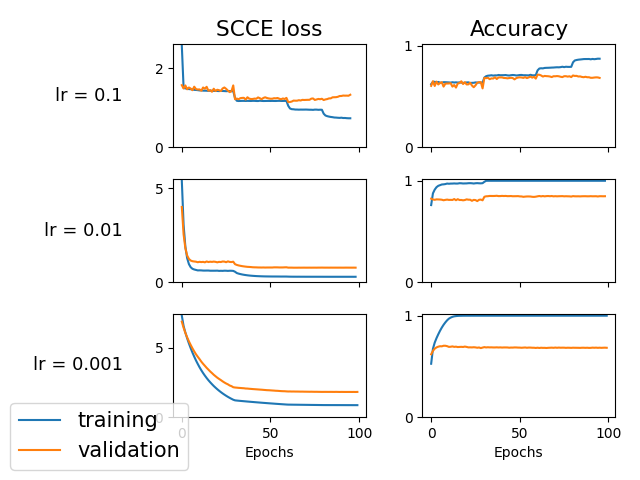 SCCE loss
Accuracy
lr = 0.1
2
0
1
0
lr = 0.01
5
0
1
0
lr = 0.001
5
0
1
0
0
50
100
Epochs
0
50
100
Epochs
training
validation